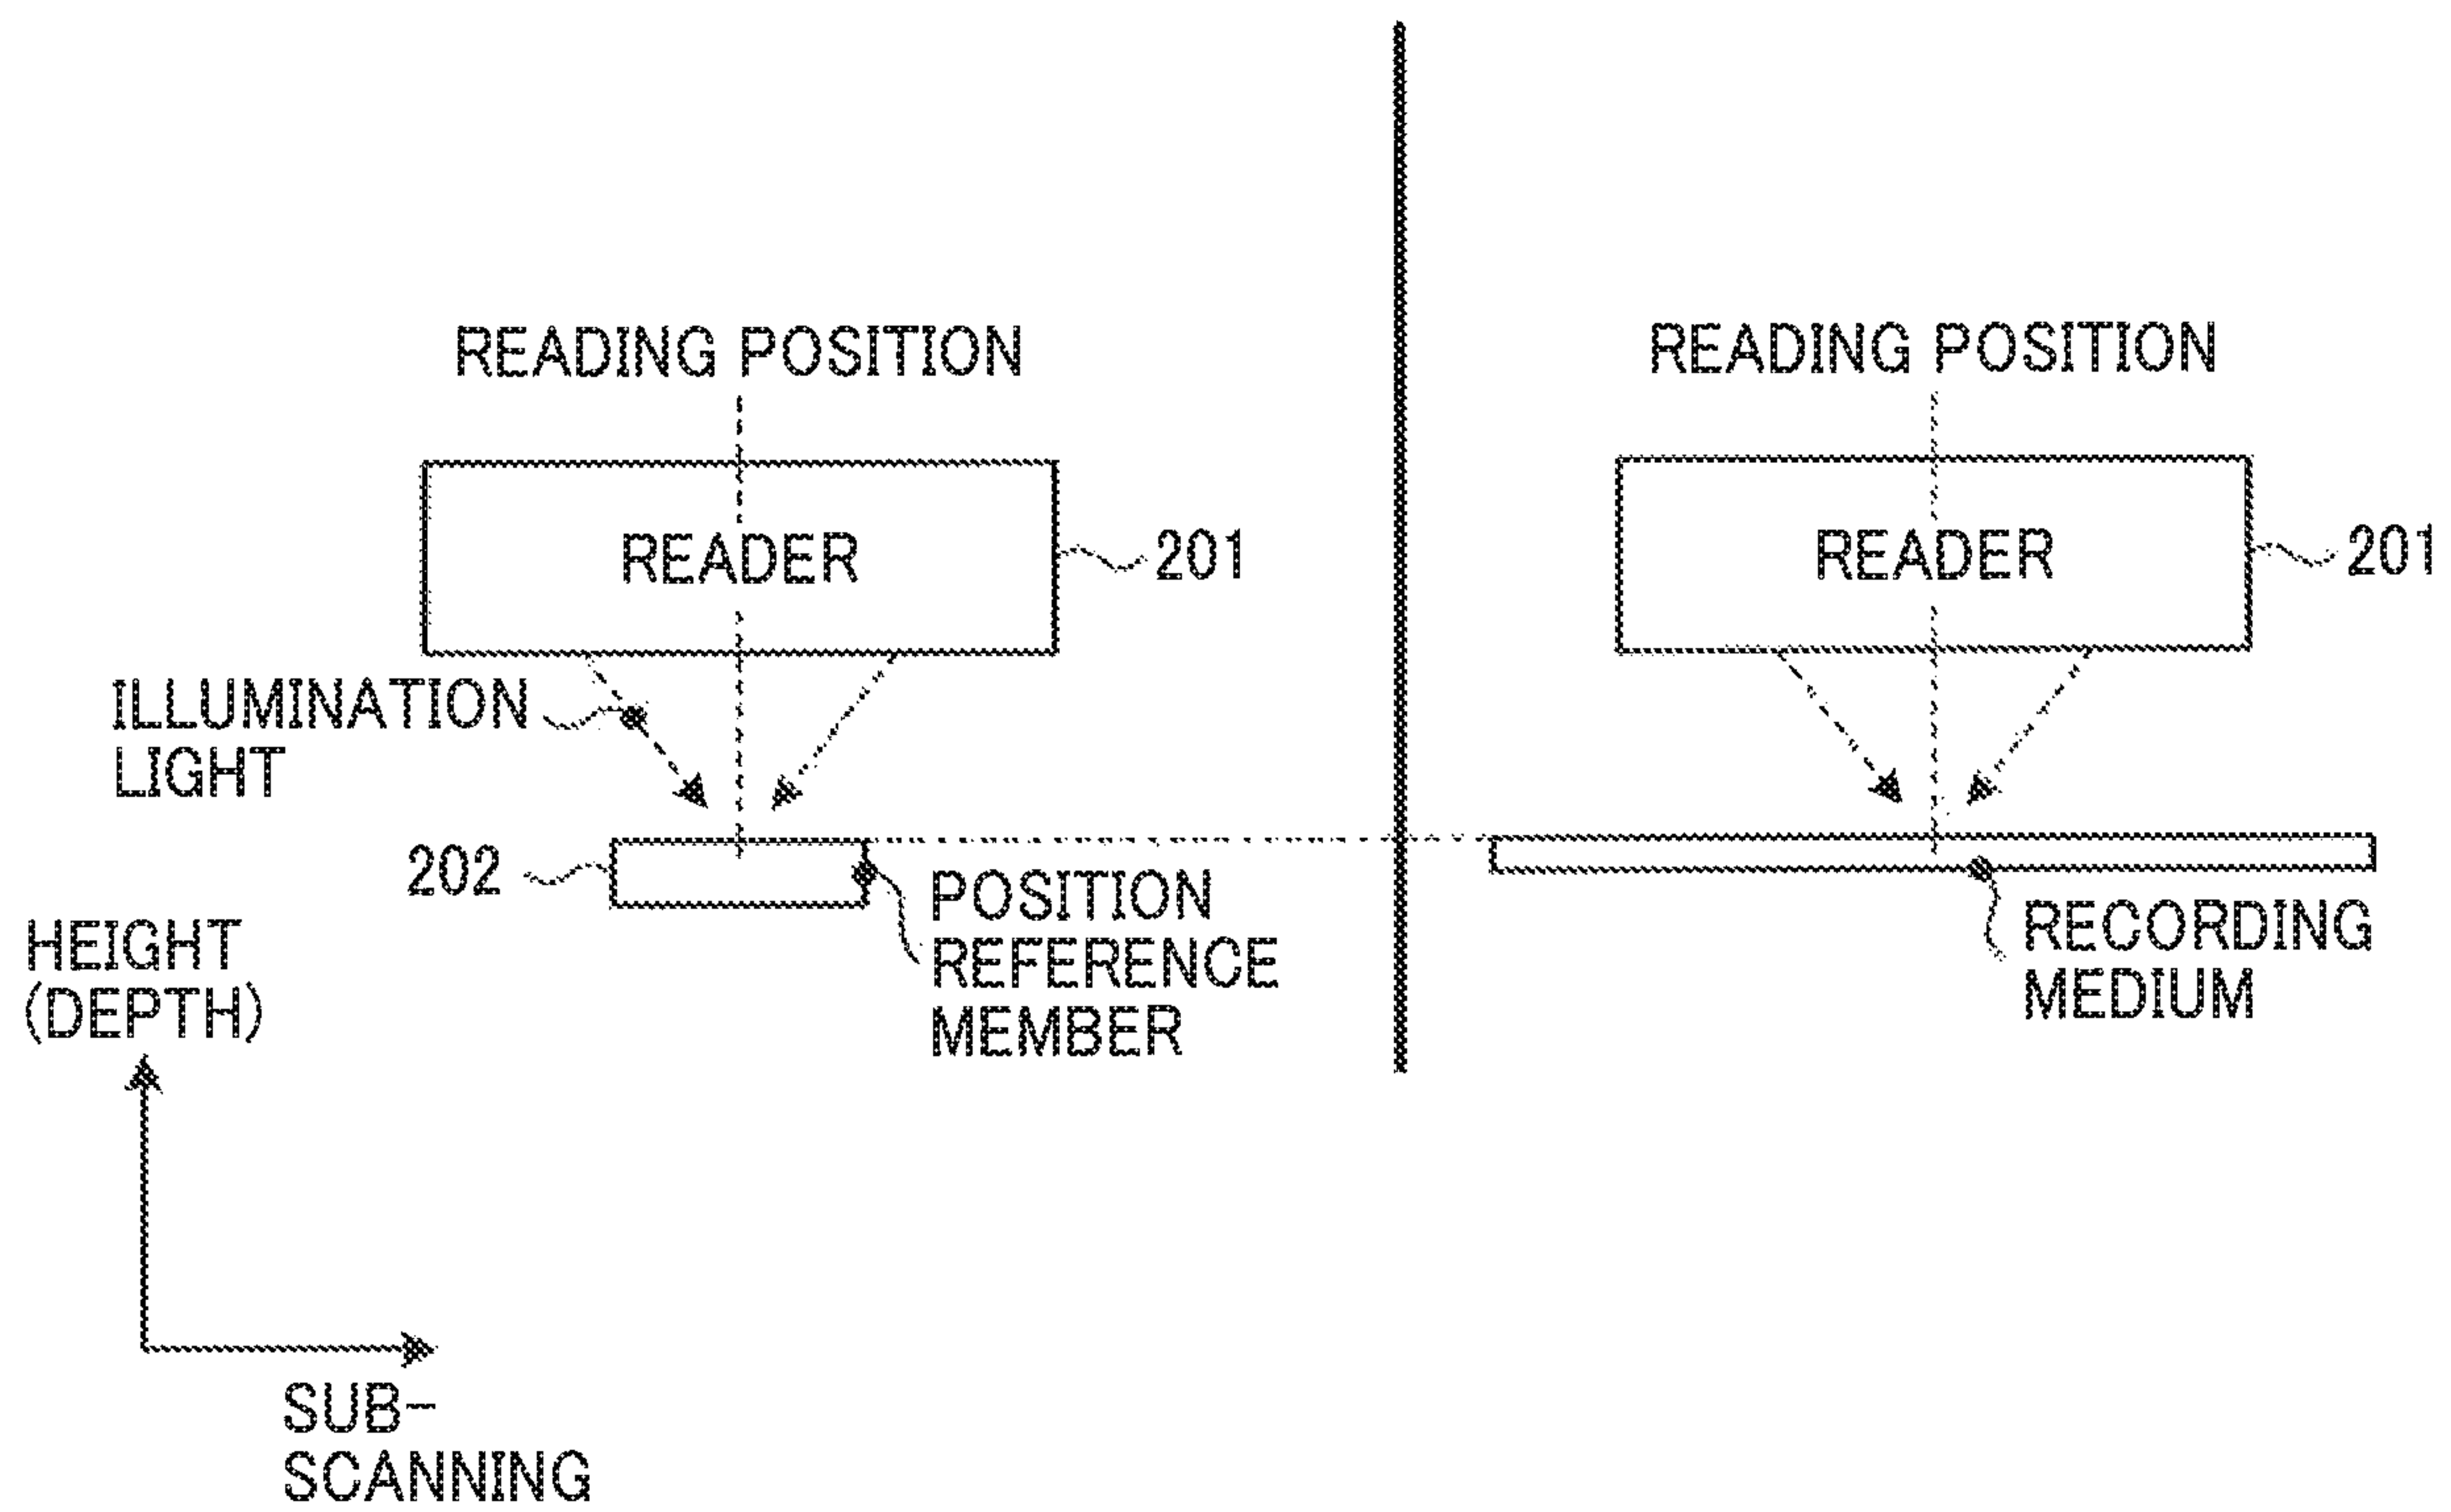 READING POSITION
READER
201
ILLUMINATION
LIGHT
202
POSITION
REFERENCE
MEMBER
HEIGHT
(DEPTH)
SUB-
SCANNING
READING POSITION
READER
201
RECORDING
MEDIUM